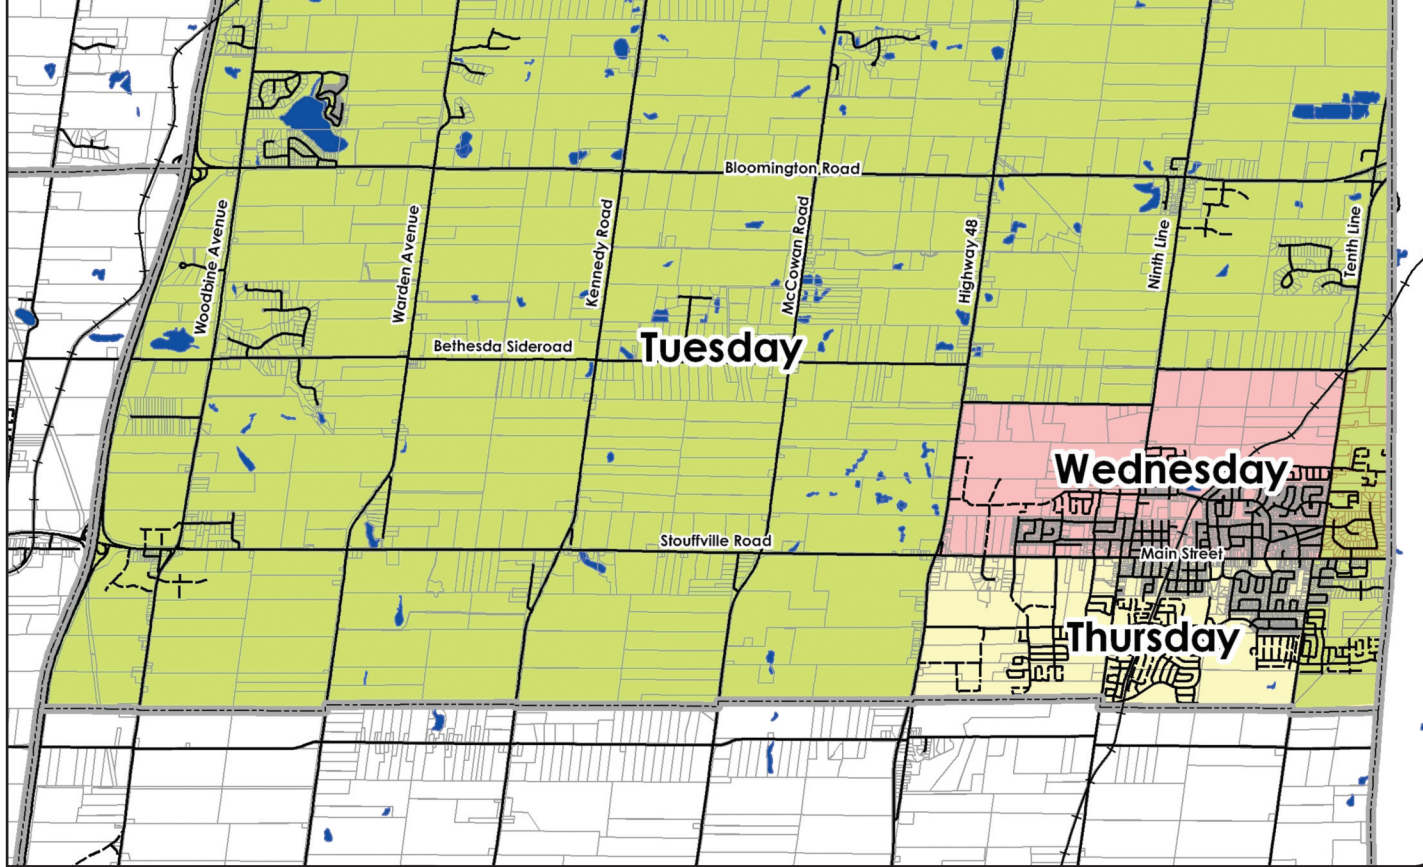 Bloomington Road
Woodbine Avenue
Warden Avenue
Kennedy Road
McCowan Road
Highway 48
Ninth Line
Tenth Line
Bethesda Sideroad
Tuesday
Wednesday
Stouffville Road
Main Street
Thursday